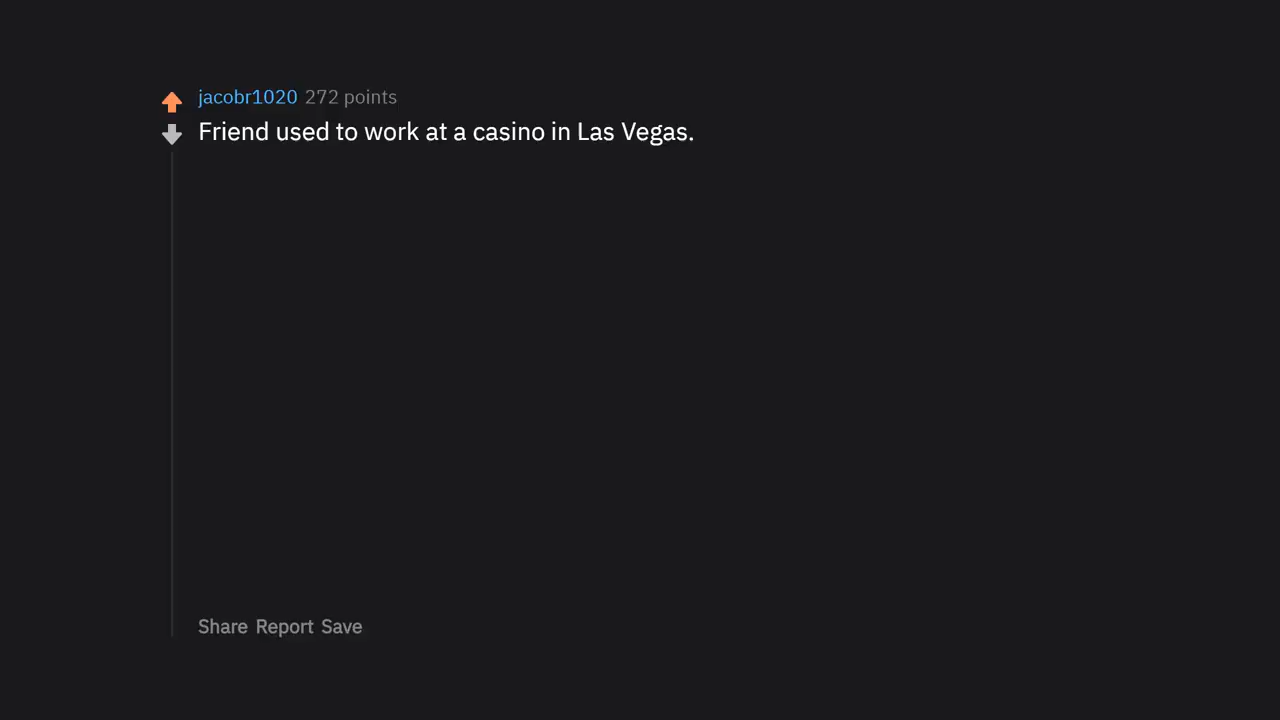 jacobr1020 272 points
Friend used to work at a casino in Las Vegas.
Share Report Save